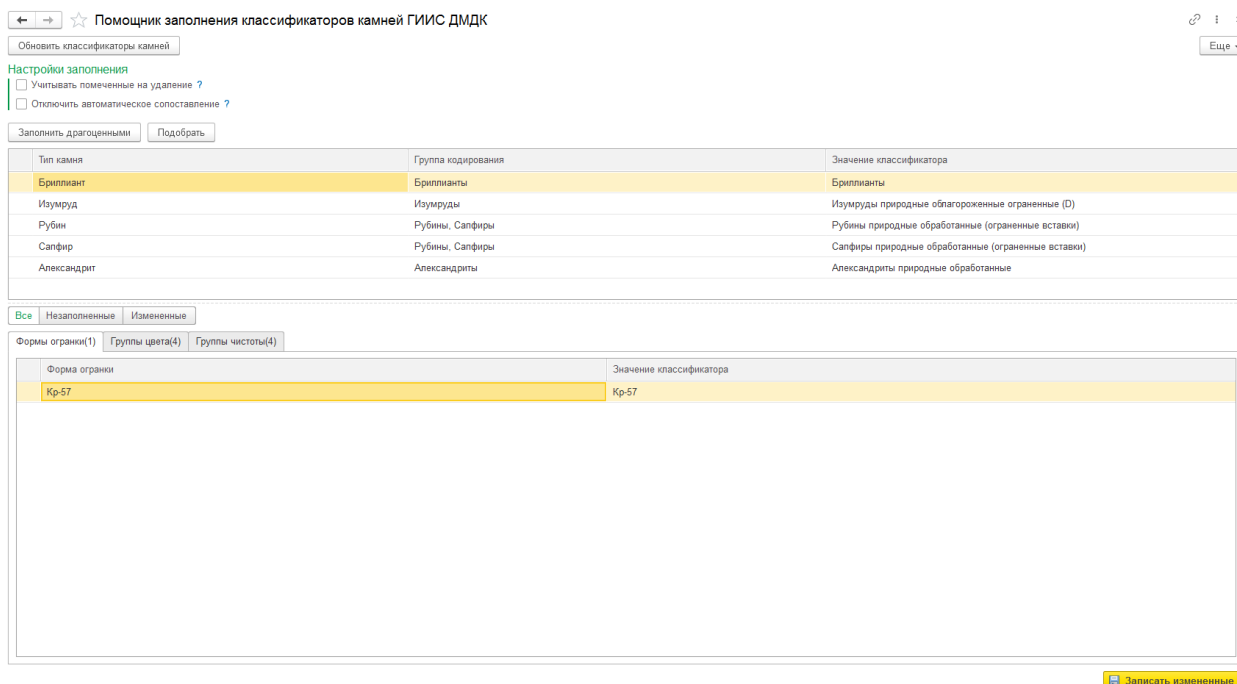 Помощник заполнения классификаторов камней ГИИС ДМДК
Обновить классификаторы камней
Еще
Настройки заполнения
Учитывать помеченные на удаление ?
Отключить автоматическое сопоставление ?
Заполнить драгоценными Подобрать
Тип камня Группа кодирования Значение классификатора
Бриллиант Бриллианты Бриллианты
Изумруд Изумруды Изумруды природные облагороженные ограненные (D)
Рубин Рубины, Сапфиры Рубины природные обработанные (ограненные вставки)
Сапфир Рубины, Сапфиры Сапфиры природные обработанные (ограненные вставки)
Александрит Александриты Александриты природные обработанные
Все Незаполненные Измененные
Формы огранки(1) Группы цвета(4) Группы чистоты(4)
Форма огранки Значение классификатора
Кр-57 Кр-57
Записать измененные